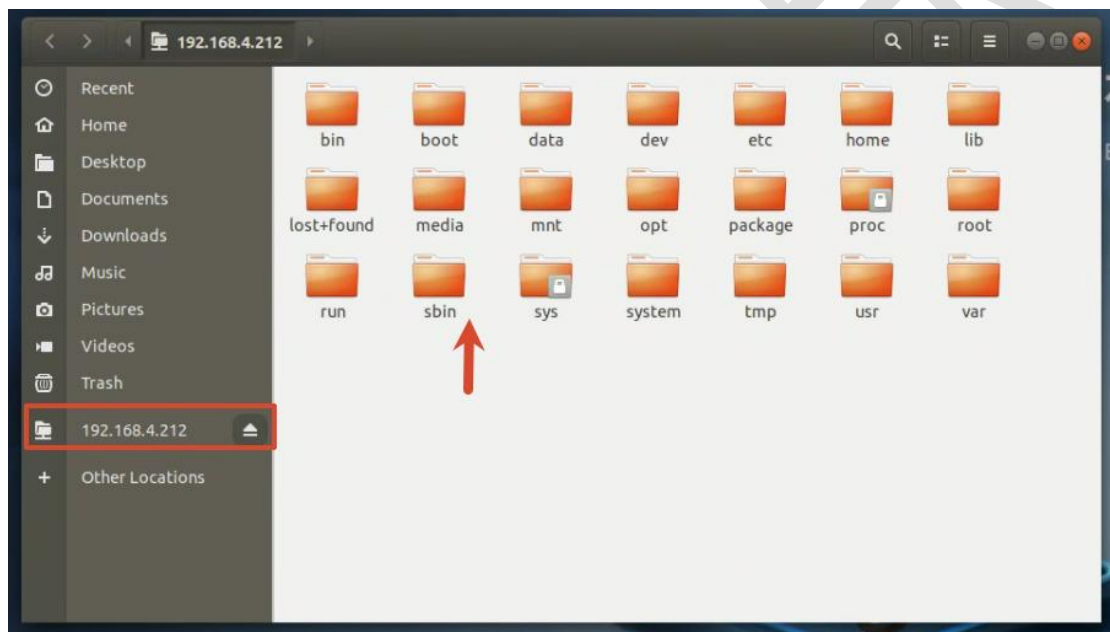 192.168.4.212
Recent
Home
Desktop
Documents
Downloads
Music
Pictures
Videos
Trash
192.168.4.212
Other Locations
bin boot data dev etc home lib
lost+found media mnt opt package proc root
run sbin sys system tmp usr var